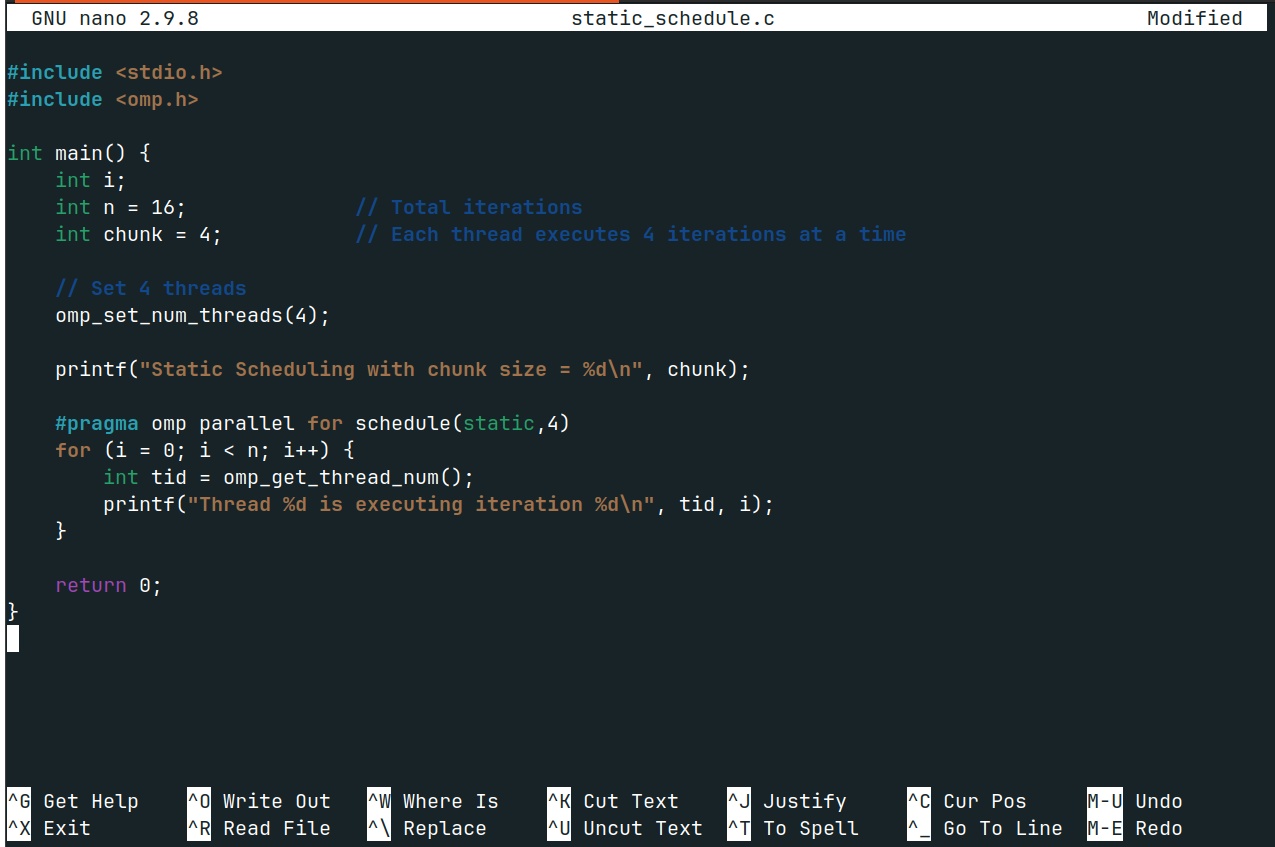 GNU nano 2.9.8 static_schedule.c Modified
#include <stdio.h>
#include <omp.h>
int main() {
    int i;
    int n = 16;              // Total iterations
    int chunk = 4;           // Each thread executes 4 iterations at a time
    // Set 4 threads
    omp_set_num_threads(4);
    printf("Static Scheduling with chunk size = %d\n", chunk);
    #pragma omp parallel for schedule(static,4)
    for (i = 0; i < n; i++) {
        int tid = omp_get_thread_num();
        printf("Thread %d is executing iteration %d\n", tid, i);
    }
    return 0;
}
^G Get Help ^O Write Out ^W Where Is ^K Cut Text ^J Justify ^C Cur Pos M-U Undo
^X Exit ^R Read File ^\ Replace ^U Uncut Text ^T To Spell ^_ Go To Line M-E Redo